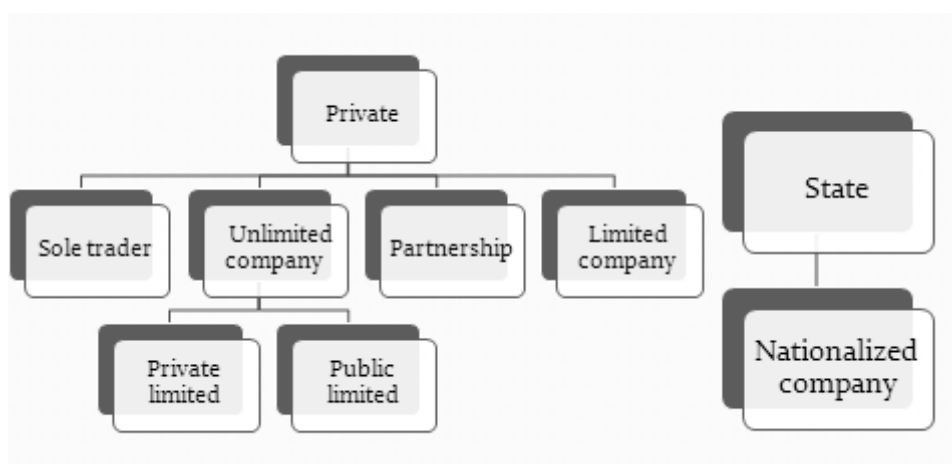 Private
State
Sole trader
Unlimited
company
Partnership
Limited
company
Private
limited
Public
limited
Nationalized
company